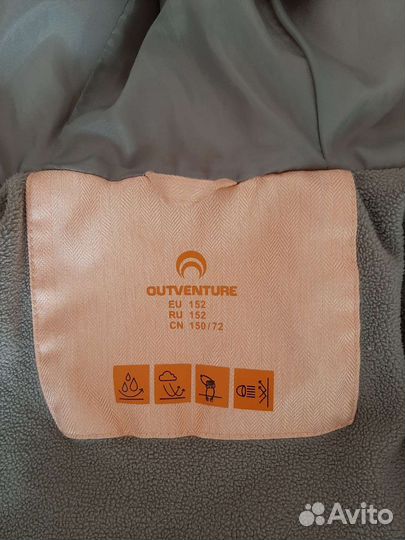 OUTVENTURE
EU 152
RU 152
CN 150/72
Avito